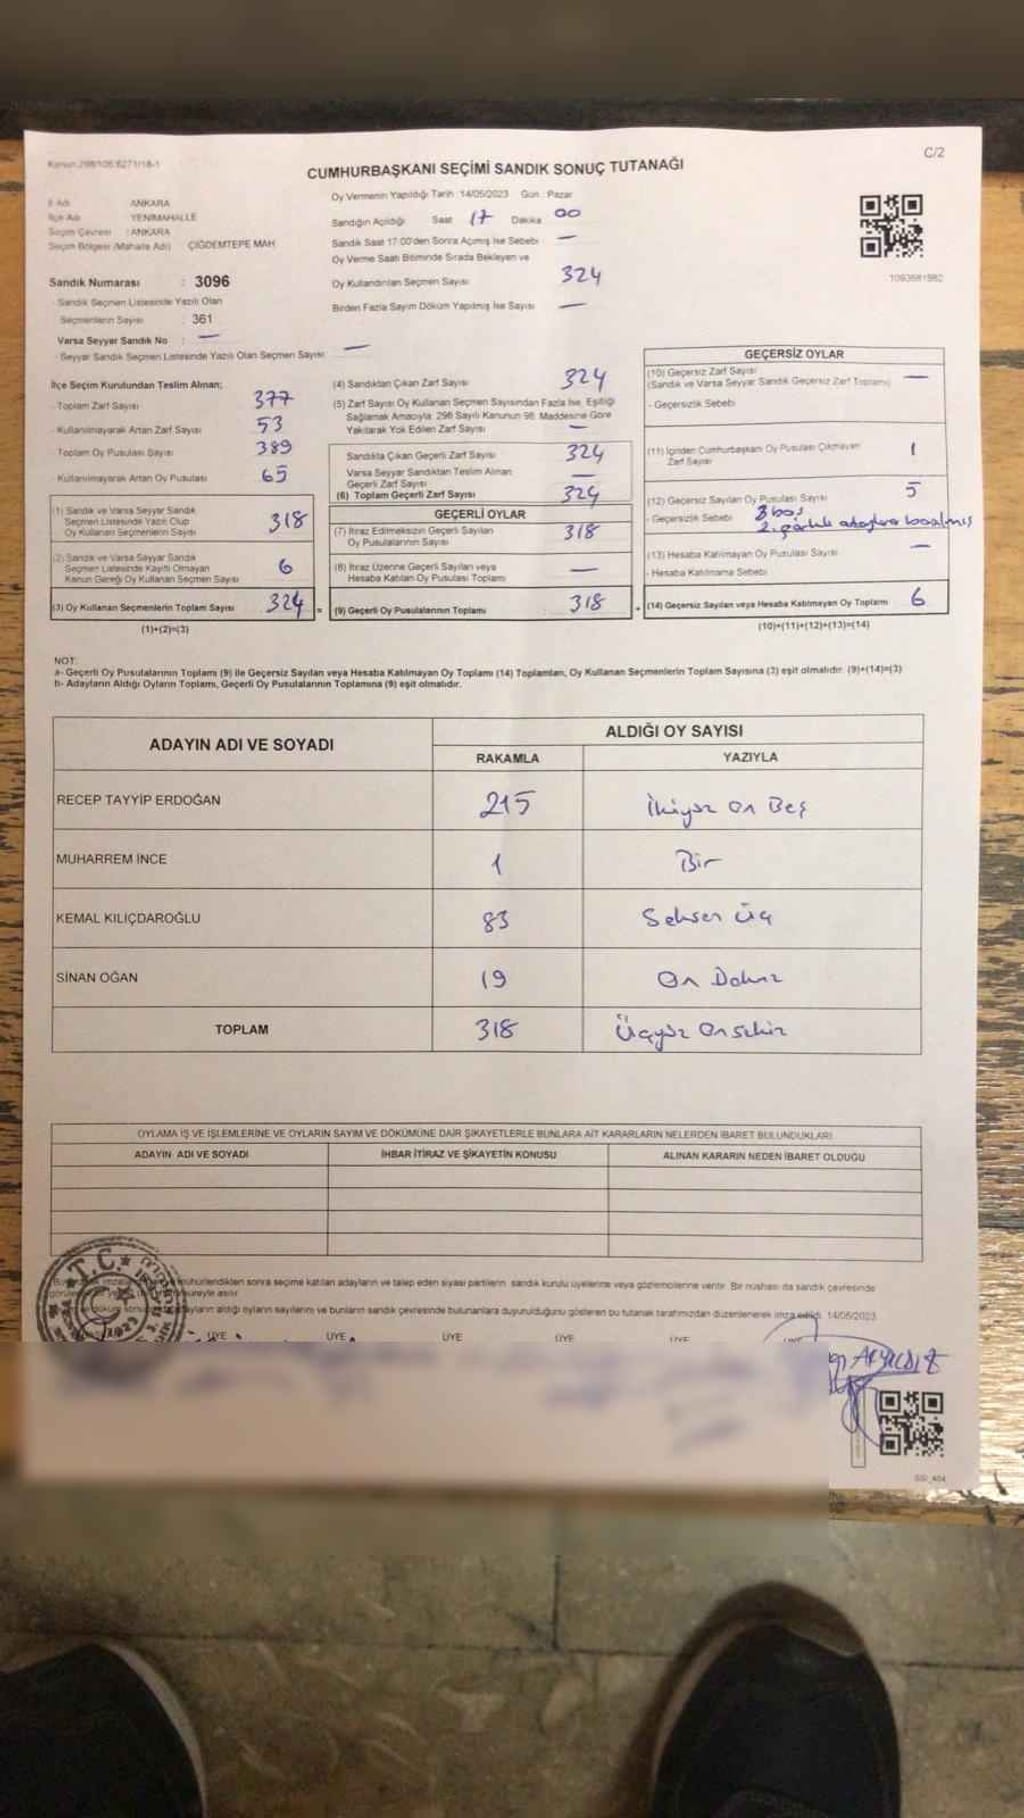 Kanun:298/106 6271/18-1
C/2
CUMHURBAŞKANI SEÇİMİ SANDIK SONUÇ TUTANAĞI
İl Adı : ANKARA
İlçe Adı : YENİMAHALLE
Seçim Çevresi : ANKARA
Seçim Bölgesi (Mahalle Adı) : ÇİĞDEMTEPE MAH.
Sandık Numarası : 3096
- Sandık Seçmen Listesinde Yazılı Olan
Seçmenlerin Sayısı : 361
Varsa Seyyar Sandık No : —
- Seyyar Sandık Seçmen Listesinde Yazılı Olan Seçmen Sayısı —
Oy Vermenin Yapıldığı Tarih : 14/05/2023 Gün : Pazar
Sandığın Açıldığı Saat 17 Dakika 00
Sandık Saat 17:00'den Sonra Açılmış İse Sebebi —
Oy Verme Saati Bitiminde Sırada Bekleyen ve
Oy Kullandırılan Seçmen Sayısı 324
Birden Fazla Sayım Döküm Yapılmış İse Sayısı —
1093681982
İlçe Seçim Kurulundan Teslim Alınan;
- Toplam Zarf Sayısı 377
- Kullanılmayarak Artan Zarf Sayısı 53
- Toplam Oy Pusulası Sayısı 389
- Kullanılmayarak Artan Oy Pusulası 65
(1) Sandık ve Varsa Seyyar Sandık
Seçmen Listesinde Yazılı Olup
Oy Kullanan Seçmenlerin Sayısı 318
(2) Sandık ve Varsa Seyyar Sandık
Seçmen Listesinde Kayıtlı Olmayan
Kanun Gereği Oy Kullanan Seçmen Sayısı 6
(3) Oy Kullanan Seçmenlerin Toplam Sayısı 324 =
(1)+(2)=(3)
(4) Sandıktan Çıkan Zarf Sayısı 324
(5) Zarf Sayısı Oy Kullanan Seçmen Sayısından Fazla İse, Eşitliği
Sağlamak Amacıyla 298 Sayılı Kanunun 98. Maddesine Göre
Yakılarak Yok Edilen Zarf Sayısı —
Sandıkta Çıkan Geçerli Zarf Sayısı 324
Varsa Seyyar Sandıktan Teslim Alınan
Geçerli Zarf Sayısı —
(6) Toplam Geçerli Zarf Sayısı 324
GEÇERLİ OYLAR
(7) İtiraz Edilmeksizin Geçerli Sayılan
Oy Pusulalarının Sayısı 318
(8) İtiraz Üzerine Geçerli Sayılan veya
Hesaba Katılan Oy Pusulası Toplamı —
(9) Geçerli Oy Pusulalarının Toplamı : 318 +
GEÇERSİZ OYLAR
(10) Geçersiz Zarf Sayısı
(Sandık ve Varsa Seyyar Sandık Geçersiz Zarf Toplamı) —
- Geçersizlik Sebebi
(11) İçinden Cumhurbaşkanı Oy Pusulası Çıkmayan
Zarf Sayısı 1
(12) Geçersiz Sayılan Oy Pusulası Sayısı 5
- Geçersizlik Sebebi 3 boş
(13) Hesaba Katılmayan Oy Pusulası Sayısı —
- Hesaba Katılmama Sebebi
(14) Geçersiz Sayılan veya Hesaba Katılmayan Oy Toplamı 6
(10)+(11)+(12)+(13)=(14)
NOT:
a- Geçerli Oy Pusulalarının Toplamı (9) ile Geçersiz Sayılan veya Hesaba Katılmayan Oy Toplamı (14) Toplamları, Oy Kullanan Seçmenlerin Toplam Sayısına (3) eşit olmalıdır. (9)+(14)=(3)
b- Adayların Aldığı Oyların Toplamı, Geçerli Oy Pusulalarının Toplamına (9) eşit olmalıdır.
ADAYIN ADI VE SOYADI
ALDIĞI OY SAYISI
RAKAMLA YAZIYLA
RECEP TAYYİP ERDOĞAN 215 İkiyüz On Beş
MUHARREM İNCE 1 Bir
KEMAL KILIÇDAROĞLU 83 Seksen Üç
SİNAN OĞAN 19 On Dokuz
TOPLAM 318 Üçyüz Onsekiz
OYLAMA İŞ VE İŞLEMLERİNE VE OYLARIN SAYIM VE DÖKÜMÜNE DAİR ŞİKAYETLERLE BUNLARA AİT KARARLARIN NELERDEN İBARET BULUNDUKLARI
ADAYIN ADI VE SOYADI İHBAR İTİRAZ VE ŞİKAYETİN KONUSU ALINAN KARARIN NEDEN İBARET OLDUĞU
mühürlendikten sonra seçime katılan adayların ve talep eden siyasi partilerin sandık kurulu üyelerine veya gözlemcilerine verilir. Bir nüshası da sandık çevresinde
adayların aldığı oyların sayılarını ve bunların sandık çevresinde bulunanlara duyurulduğunu gösteren bu tutanak tarafımızdan düzenlenerek imza edildi. 14/05/2023
T.C.
ÜYE ÜYE ÜYE ÜYE ÜYE ÜYE